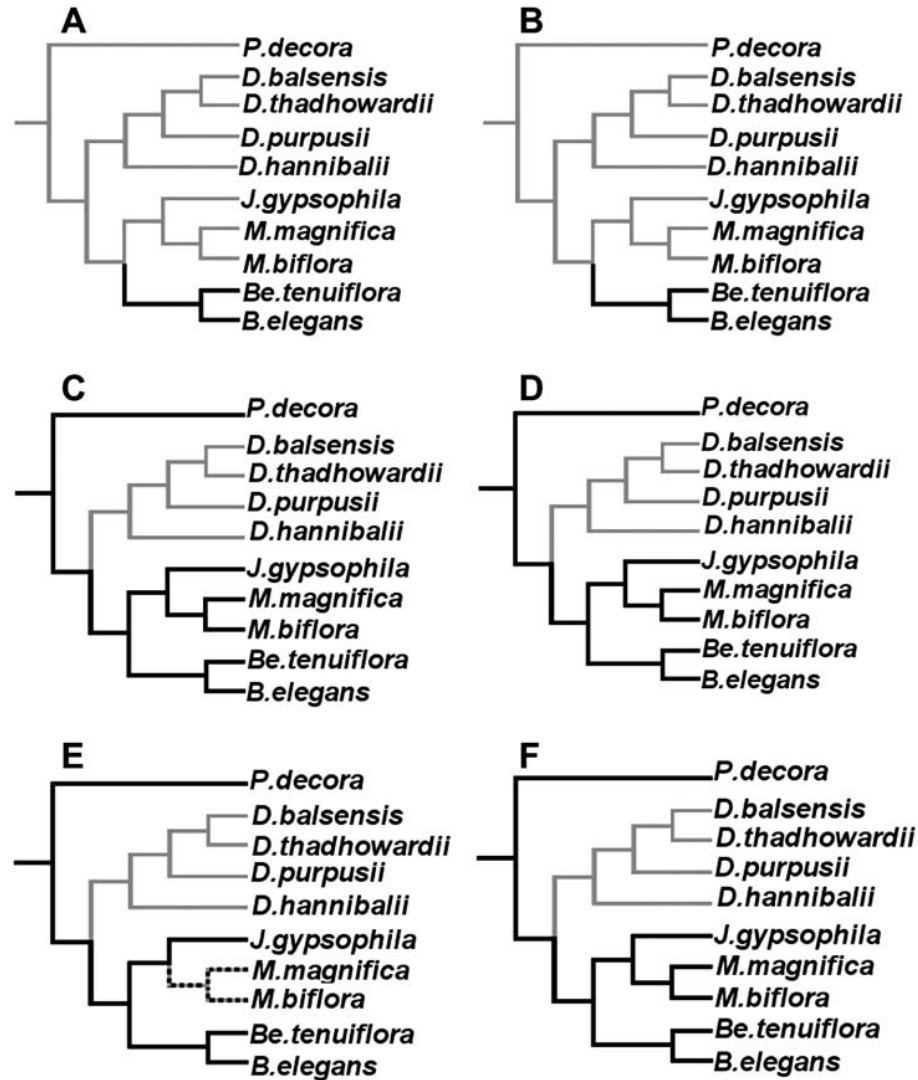 A
P.decora
D.balsensis
D.thadhowardii
D.purpusii
D.hannibalii
J.gypsophila
M.magnifica
M.biflora
Be.tenuiflora
B.elegans
B
P.decora
D.balsensis
D.thadhowardii
D.purpusii
D.hannibalii
J.gypsophila
M.magnifica
M.biflora
Be.tenuiflora
B.elegans
C
P.decora
D.balsensis
D.thadhowardii
D.purpusii
D.hannibalii
J.gypsophila
M.magnifica
M.biflora
Be.tenuiflora
B.elegans
D
P.decora
D.balsensis
D.thadhowardii
D.purpusii
D.hannibalii
J.gypsophila
M.magnifica
M.biflora
Be.tenuiflora
B.elegans
E
P.decora
D.balsensis
D.thadhowardii
D.purpusii
D.hannibalii
J.gypsophila
M.magnifica
M.biflora
Be.tenuiflora
B.elegans
F
P.decora
D.balsensis
D.thadhowardii
D.purpusii
D.hannibalii
J.gypsophila
M.magnifica
M.biflora
Be.tenuiflora
B.elegans